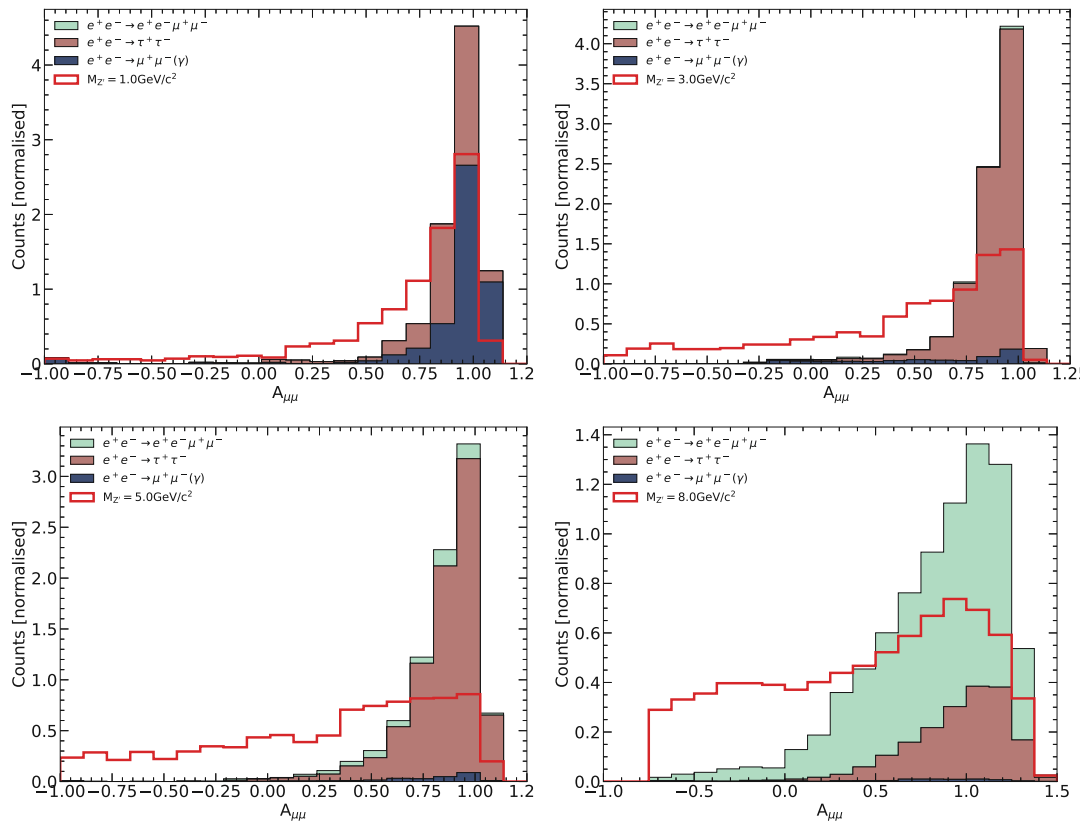 e⁺e⁻→e⁺e⁻μ⁺μ⁻
e⁺e⁻→τ⁺τ⁻
e⁺e⁻→μ⁺μ⁻(γ)
M_Z' = 1.0GeV/c²
Counts [normalised]
4
3
2
1
0
−1.00 −0.75 −0.50 −0.25 0.00 0.25 0.50 0.75 1.00 1.2
A_μμ
e⁺e⁻→e⁺e⁻μ⁺μ⁻
e⁺e⁻→τ⁺τ⁻
e⁺e⁻→μ⁺μ⁻(γ)
M_Z' = 3.0GeV/c²
Counts [normalised]
4.0
3.5
3.0
2.5
2.0
1.5
1.0
0.5
0.0
−1.00 −0.75 −0.50 −0.25 0.00 0.25 0.50 0.75 1.00 1.25
A_μμ
e⁺e⁻→e⁺e⁻μ⁺μ⁻
e⁺e⁻→τ⁺τ⁻
e⁺e⁻→μ⁺μ⁻(γ)
M_Z' = 5.0GeV/c²
Counts [normalised]
3.0
2.5
2.0
1.5
1.0
0.5
0.0
−1.00 −0.75 −0.50 −0.25 0.00 0.25 0.50 0.75 1.00 1.2
A_μμ
e⁺e⁻→e⁺e⁻μ⁺μ⁻
e⁺e⁻→τ⁺τ⁻
e⁺e⁻→μ⁺μ⁻(γ)
M_Z' = 8.0GeV/c²
Counts [normalised]
1.4
1.2
1.0
0.8
0.6
0.4
0.2
0.0
−1.0 −0.5 0.0 0.5 1.0 1.5
A_μμ